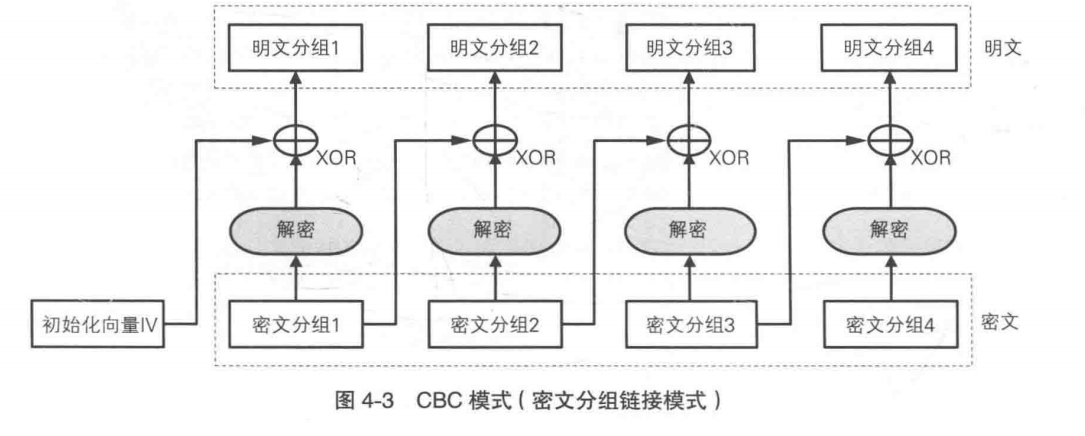 明文分组1 明文分组2 明文分组3 明文分组4 明文
XOR XOR XOR XOR
解密 解密 解密 解密
初始化向量IV 密文分组1 密文分组2 密文分组3 密文分组4 密文
图 4-3 CBC 模式（密文分组链接模式）